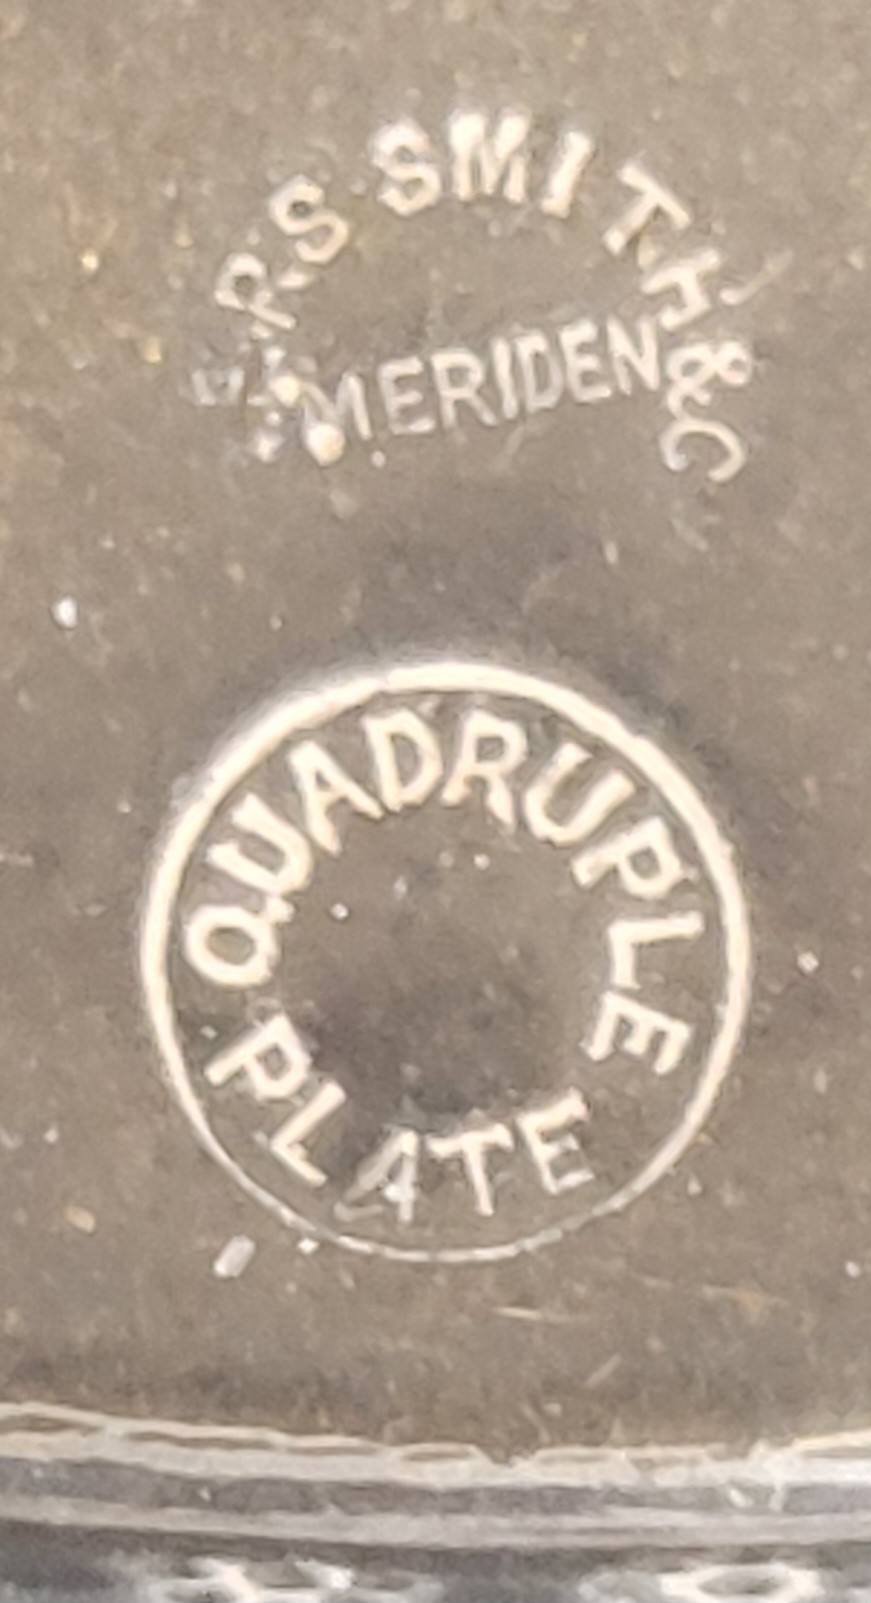 R S SMITH & C
MERIDEN
QUADRUPLE
PLATE